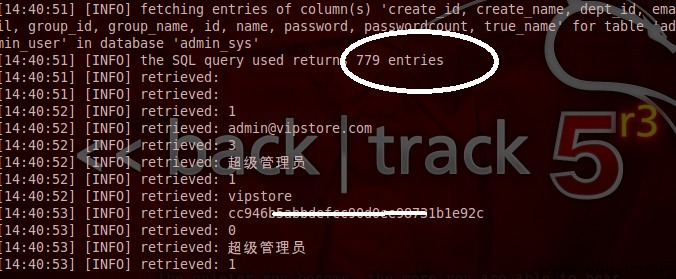 [14:40:51] [INFO] fetching entries of column(s) 'create_id, create_name, dept_id, ema
il, group_id, group_name, id, name, password, passwordcount, true_name' for table 'ad
min_user' in database 'admin_sys'
[14:40:51] [INFO] the SQL query used return 779 entries
[14:40:51] [INFO] retrieved:
[14:40:51] [INFO] retrieved:
[14:40:52] [INFO] retrieved: 1
[14:40:52] [INFO] retrieved: admin@vipstore.com
[14:40:52] [INFO] retrieved: 3
[14:40:52] [INFO] retrieved: 超级管理员
[14:40:52] [INFO] retrieved: 1
[14:40:52] [INFO] retrieved: vipstore
[14:40:53] [INFO] retrieved:
[14:40:53] [INFO] retrieved: 0
[14:40:53] [INFO] retrieved: 超级管理员
[14:40:53] [INFO] retrieved: 1
<< back | track 5 r3